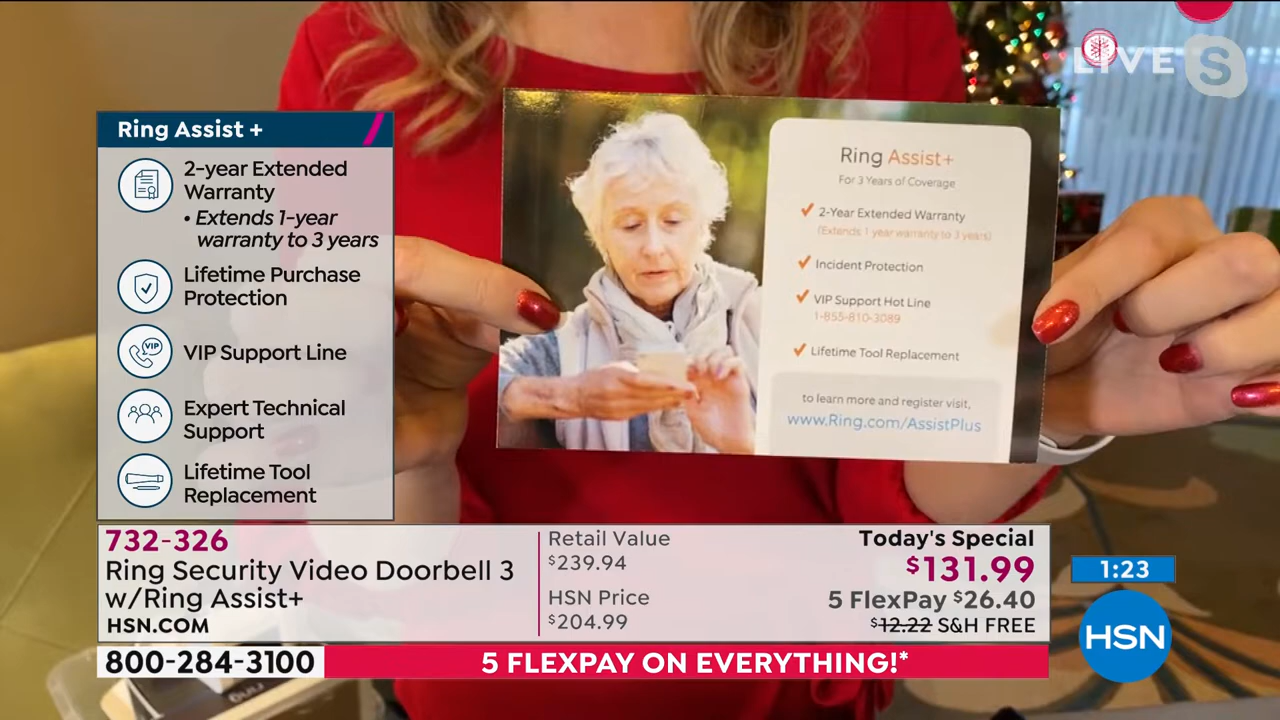 LIVE S
Ring Assist +
2-year Extended
Warranty
• Extends 1-year
warranty to 3 years
Lifetime Purchase
Protection
VIP
VIP Support Line
Expert Technical
Support
Lifetime Tool
Replacement
Ring Assist+
For 3 Years of Coverage
2-Year Extended Warranty
(Extends 1 year warranty to 3 years)
Incident Protection
VIP Support Hot Line
1-855-810-3089
Lifetime Tool Replacement
to learn more and register visit,
www.Ring.com/AssistPlus
732-326
Ring Security Video Doorbell 3
w/Ring Assist+
HSN.COM
Retail Value
$239.94
HSN Price
$204.99
Today's Special
$131.99
5 FlexPay $26.40
$12.22 S&H FREE
1:23
HSN
800-284-3100
5 FLEXPAY ON EVERYTHING!*
ring